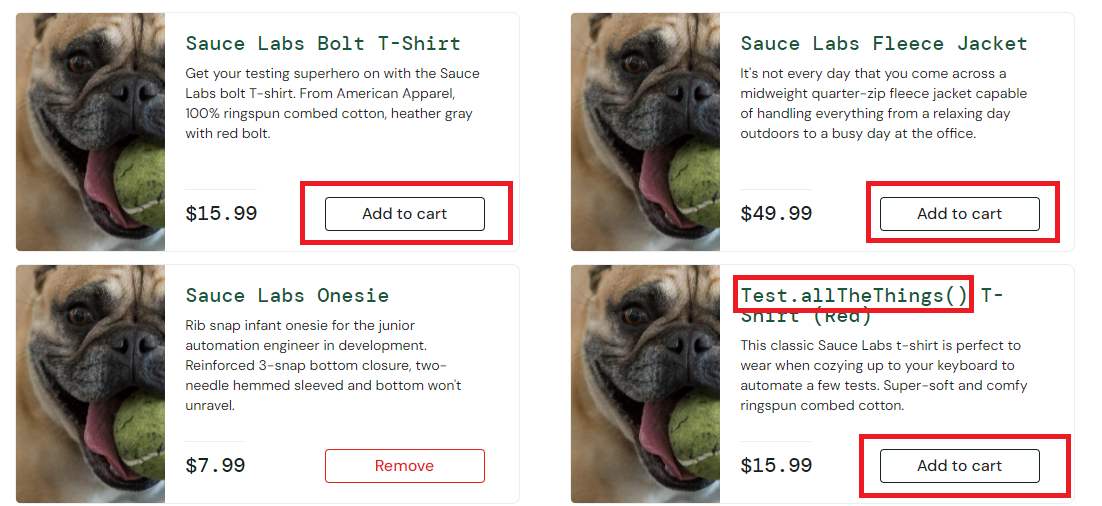 Sauce Labs Bolt T-Shirt
Get your testing superhero on with the Sauce
Labs bolt T-shirt. From American Apparel,
100% ringspun combed cotton, heather gray
with red bolt.
$15.99
Add to cart
Sauce Labs Fleece Jacket
It's not every day that you come across a
midweight quarter-zip fleece jacket capable
of handling everything from a relaxing day
outdoors to a busy day at the office.
$49.99
Add to cart
Sauce Labs Onesie
Rib snap infant onesie for the junior
automation engineer in development.
Reinforced 3-snap bottom closure, two-
needle hemmed sleeved and bottom won't
unravel.
$7.99
Remove
Test.allTheThings() T-
Shirt (Red)
This classic Sauce Labs t-shirt is perfect to
wear when cozying up to your keyboard to
automate a few tests. Super-soft and comfy
ringspun combed cotton.
$15.99
Add to cart